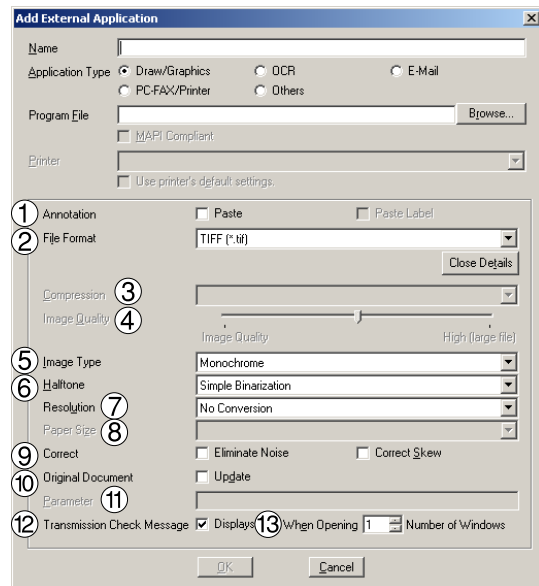 Add External Application
Name
Application Type Draw/Graphics OCR E-Mail
PC-FAX/Printer Others
Program File Browse...
MAPI Compliant
Printer
Use printer's default settings.
1 Annotation Paste Paste Label
2 File Format TIFF (*.tif)
Close Details
Compression 3
Image Quality 4
Image Quality High (large file)
5 Image Type Monochrome
6 Halftone Simple Binarization
Resolution 7 No Conversion
Paper Size 8
9 Correct Eliminate Noise Correct Skew
10 Original Document Update
Parameter 11
12 Transmission Check Message Displays 13 When Opening 1 Number of Windows
OK Cancel